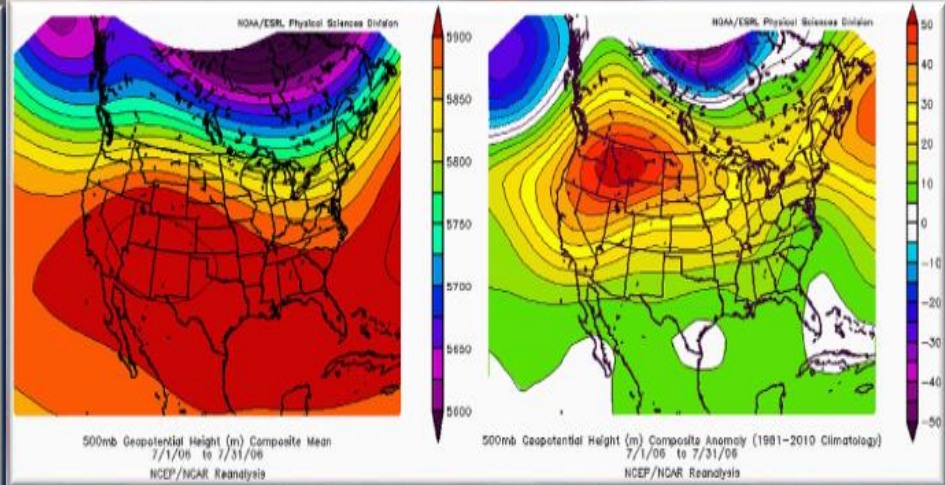 NOAA/ESRL Physical Sciences Division
5900
5850
5800
5750
5700
5650
5600
500mb Geopotential Height (m) Composite Mean
7/1/06 to 7/31/06
NCEP/NCAR Reanalysis
NOAA/ESRL Physical Sciences Division
50
40
30
20
10
0
-10
-20
-30
-40
-50
500mb Geopotential Height (m) Composite Anomaly (1981-2010 Climatology)
7/1/06 to 7/31/06
NCEP/NCAR Reanalysis